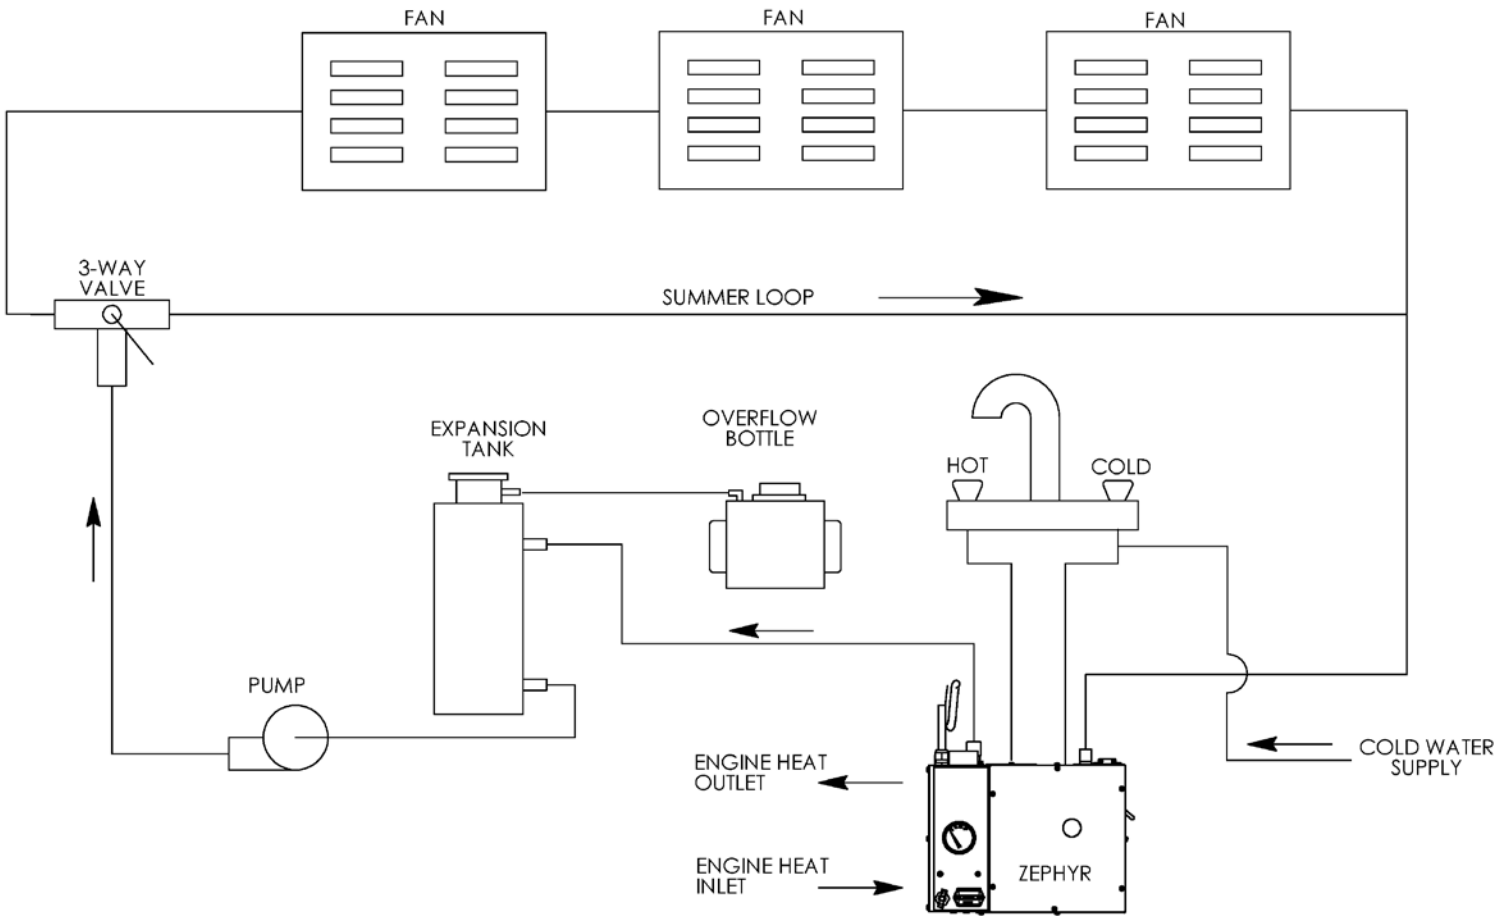 FAN
FAN
FAN
3-WAY
VALVE
SUMMER LOOP
EXPANSION
TANK
OVERFLOW
BOTTLE
HOT
COLD
PUMP
ENGINE HEAT
OUTLET
COLD WATER
SUPPLY
ENGINE HEAT
INLET
ZEPHYR